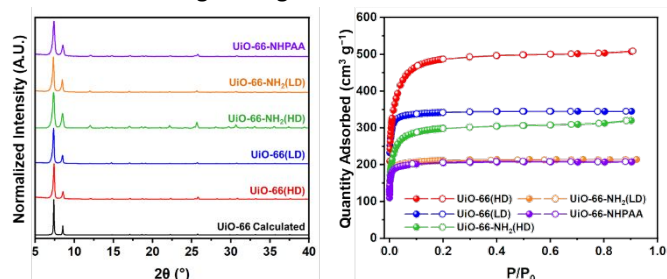 Normalized Intensity (A.U.)
UiO-66-NHPAA
UiO-66-NH₂(LD)
UiO-66-NH₂(HD)
UiO-66(LD)
UiO-66(HD)
UiO-66 Calculated
5 10 15 20 25 30 35 40
2θ (°)
Quantity Adsorbed (cm³ g⁻¹)
600
500
400
300
200
100
0
UiO-66(HD) UiO-66-NH₂(LD)
UiO-66(LD) UiO-66-NHPAA
UiO-66-NH₂(HD)
0.0 0.2 0.4 0.6 0.8 1.0
P/P₀